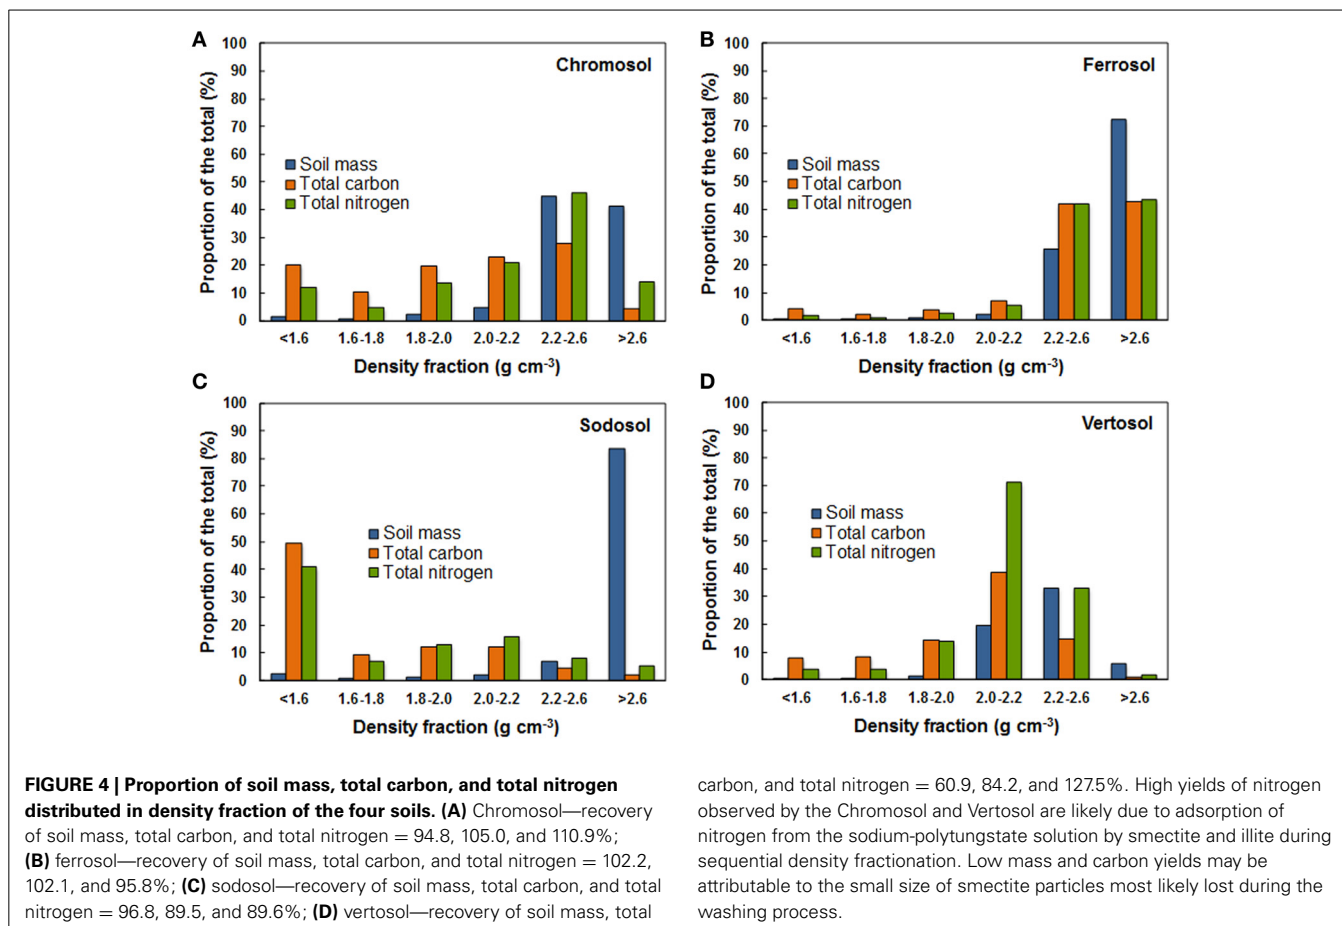 A
Chromosol
Proportion of the total (%)
100
90
80
70
60
50
40
30
20
10
0
Soil mass
Total carbon
Total nitrogen
<1.6
1.6-1.8
1.8-2.0
2.0-2.2
2.2-2.6
>2.6
Density fraction (g cm-3)
B
Ferrosol
Proportion of the total (%)
100
90
80
70
60
50
40
30
20
10
0
Soil mass
Total carbon
Total nitrogen
<1.6
1.6-1.8
1.8-2.0
2.0-2.2
2.2-2.6
>2.6
Density fraction (g cm-3)
C
Sodosol
Proportion of the total (%)
100
90
80
70
60
50
40
30
20
10
0
Soil mass
Total carbon
Total nitrogen
<1.6
1.6-1.8
1.8-2.0
2.0-2.2
2.2-2.6
>2.6
Density fraction (g cm-3)
D
Vertosol
Proportion of the total (%)
100
90
80
70
60
50
40
30
20
10
0
Soil mass
Total carbon
Total nitrogen
<1.6
1.6-1.8
1.8-2.0
2.0-2.2
2.2-2.6
>2.6
Density fraction (g cm-3)
FIGURE 4 | Proportion of soil mass, total carbon, and total nitrogen
distributed in density fraction of the four soils. (A) Chromosol—recovery
of soil mass, total carbon, and total nitrogen = 94.8, 105.0, and 110.9%;
(B) ferrosol—recovery of soil mass, total carbon, and total nitrogen = 102.2,
102.1, and 95.8%; (C) sodosol—recovery of soil mass, total carbon, and total
nitrogen = 96.8, 89.5, and 89.6%; (D) vertosol—recovery of soil mass, total
carbon, and total nitrogen = 60.9, 84.2, and 127.5%. High yields of nitrogen
observed by the Chromosol and Vertosol are likely due to adsorption of
nitrogen from the sodium-polytungstate solution by smectite and illite during
sequential density fractionation. Low mass and carbon yields may be
attributable to the small size of smectite particles most likely lost during the
washing process.